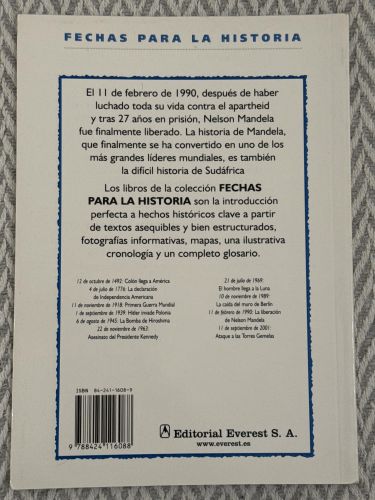 FECHAS PARA LA HISTORIA
El 11 de febrero de 1990, después de haber
luchado toda su vida contra el apartheid
y tras 27 años en prisión, Nelson Mandela
fue finalmente liberado. La historia de Mandela,
que finalmente se ha convertido en uno de los
más grandes líderes mundiales, es también
la difícil historia de Sudáfrica
Los libros de la colección FECHAS
PARA LA HISTORIA son la introducción
perfecta a hechos históricos clave a partir
de textos asequibles y bien estructurados,
fotografías informativas, mapas, una ilustrativa
cronología y un completo glosario.
12 de octubre de 1492: Colón llega a América
4 de julio de 1776: La declaración
de Independencia Americana
11 de noviembre de 1918: Primera Guerra Mundial
1 de septiembre de 1939: Hitler invade Polonia
6 de agosto de 1945: La Bomba de Hiroshima
22 de noviembre de 1963:
Asesinato del Presidente Kennedy
21 de julio de 1969:
El hombre llega a la Luna
10 de noviembre de 1989:
La caída del muro de Berlín
11 de febrero de 1990: La liberación
de Nelson Mandela
11 de septiembre de 2001:
Ataque a las Torres Gemelas
ISBN 84-241-1608-9
9 788424 116088
Editorial Everest S. A.
www.everest.es